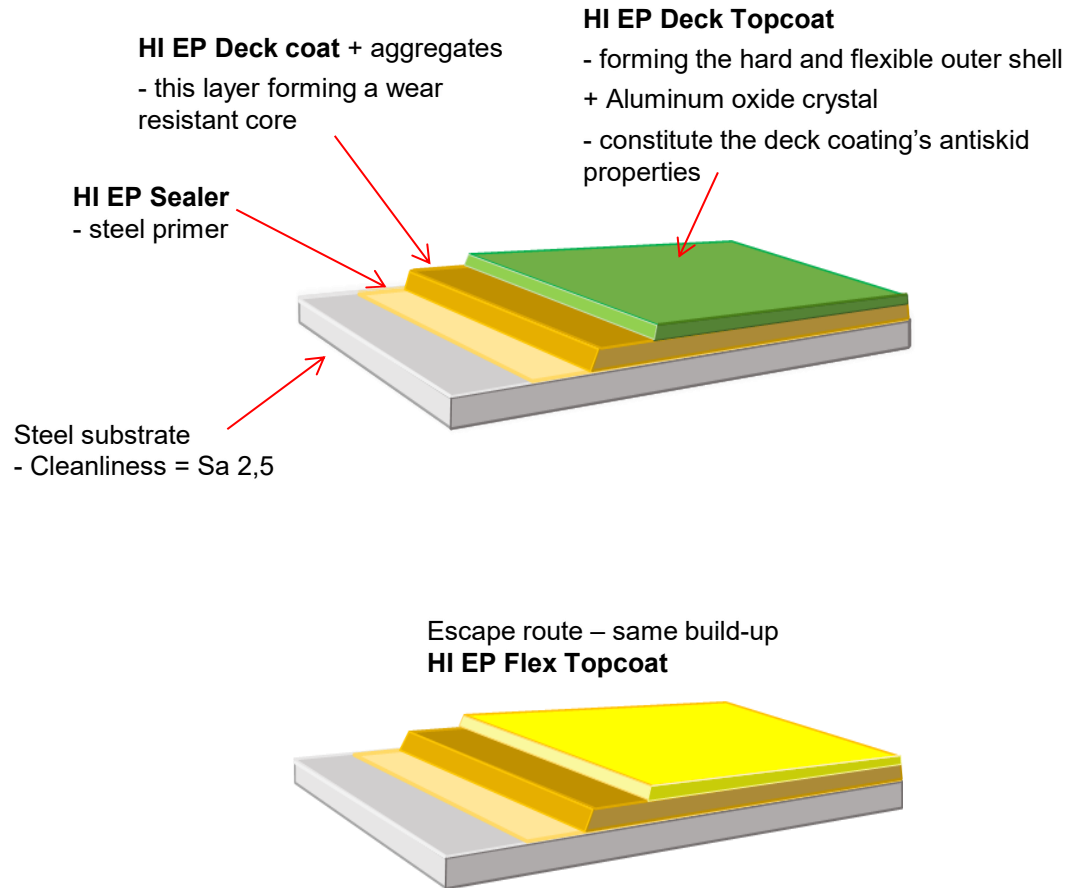 HI EP Deck coat + aggregates
- this layer forming a wear
resistant core
HI EP Deck Topcoat
- forming the hard and flexible outer shell
+ Aluminum oxide crystal
- constitute the deck coating's antiskid
properties
HI EP Sealer
- steel primer
Steel substrate
- Cleanliness = Sa 2,5
Escape route – same build-up
HI EP Flex Topcoat